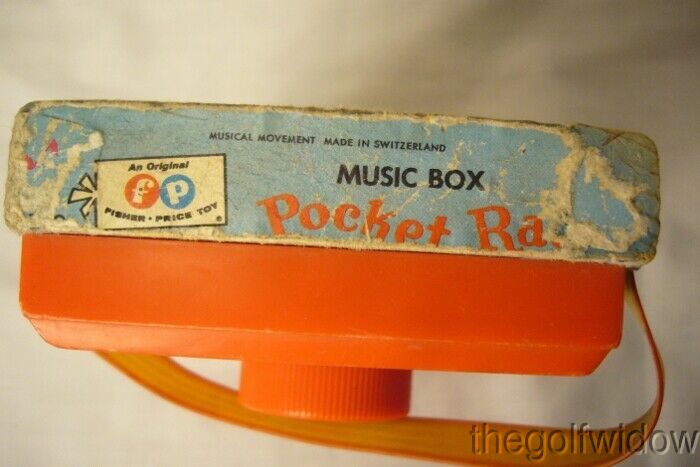 MUSICAL MOVEMENT MADE IN SWITZERLAND
An Original
fp
FISHER-PRICE TOY
®
MUSIC BOX
Pocket Ra
thegolfwidow